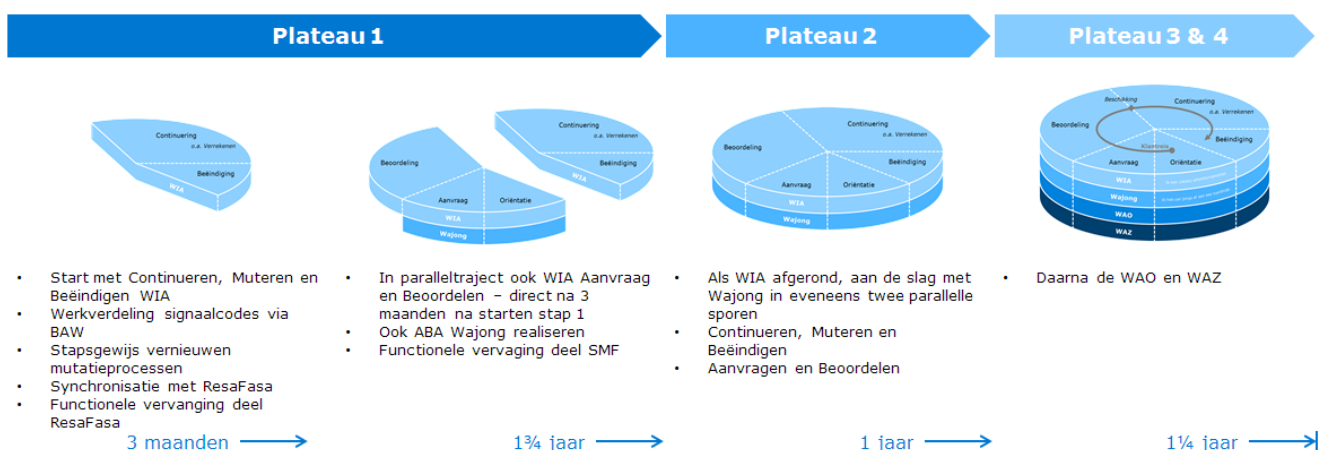 Plateau 1
Plateau 2
Plateau 3 & 4
Continuering
o.a. Verrekenen
Beëindiging
WIA
Continuering
o.a. Verrekenen
Beëindiging
WIA
Beoordeling
Aanvraag
Oriëntatie
WIA
Wajong
Continuering
o.a. Verrekenen
Beoordeling
Beëindiging
Aanvraag
Oriëntatie
WIA
Wajong
Beschikking
Continuering
o.a. Verrekenen
Beoordeling
Klantreis
Beëindiging
Aanvraag
Oriëntatie
WIA
Wajong
WAO
WAZ
• Start met Continueren, Muteren en
Beëindigen WIA
• Werkverdeling signaalcodes via
BAW
• Stapsgewijs vernieuwen
mutatieprocessen
• Synchronisatie met ResaFasa
• Functionele vervanging deel
ResaFasa
3 maanden
• In paralleltraject ook WIA Aanvraag
en Beoordelen – direct na 3
maanden na starten stap 1
• Ook ABA Wajong realiseren
• Functionele vervaging deel SMF
1¾ jaar
• Als WIA afgerond, aan de slag met
Wajong in eveneens twee parallelle
sporen
• Continueren, Muteren en
Beëindigen
• Aanvragen en Beoordelen
1 jaar
• Daarna de WAO en WAZ
1¼ jaar